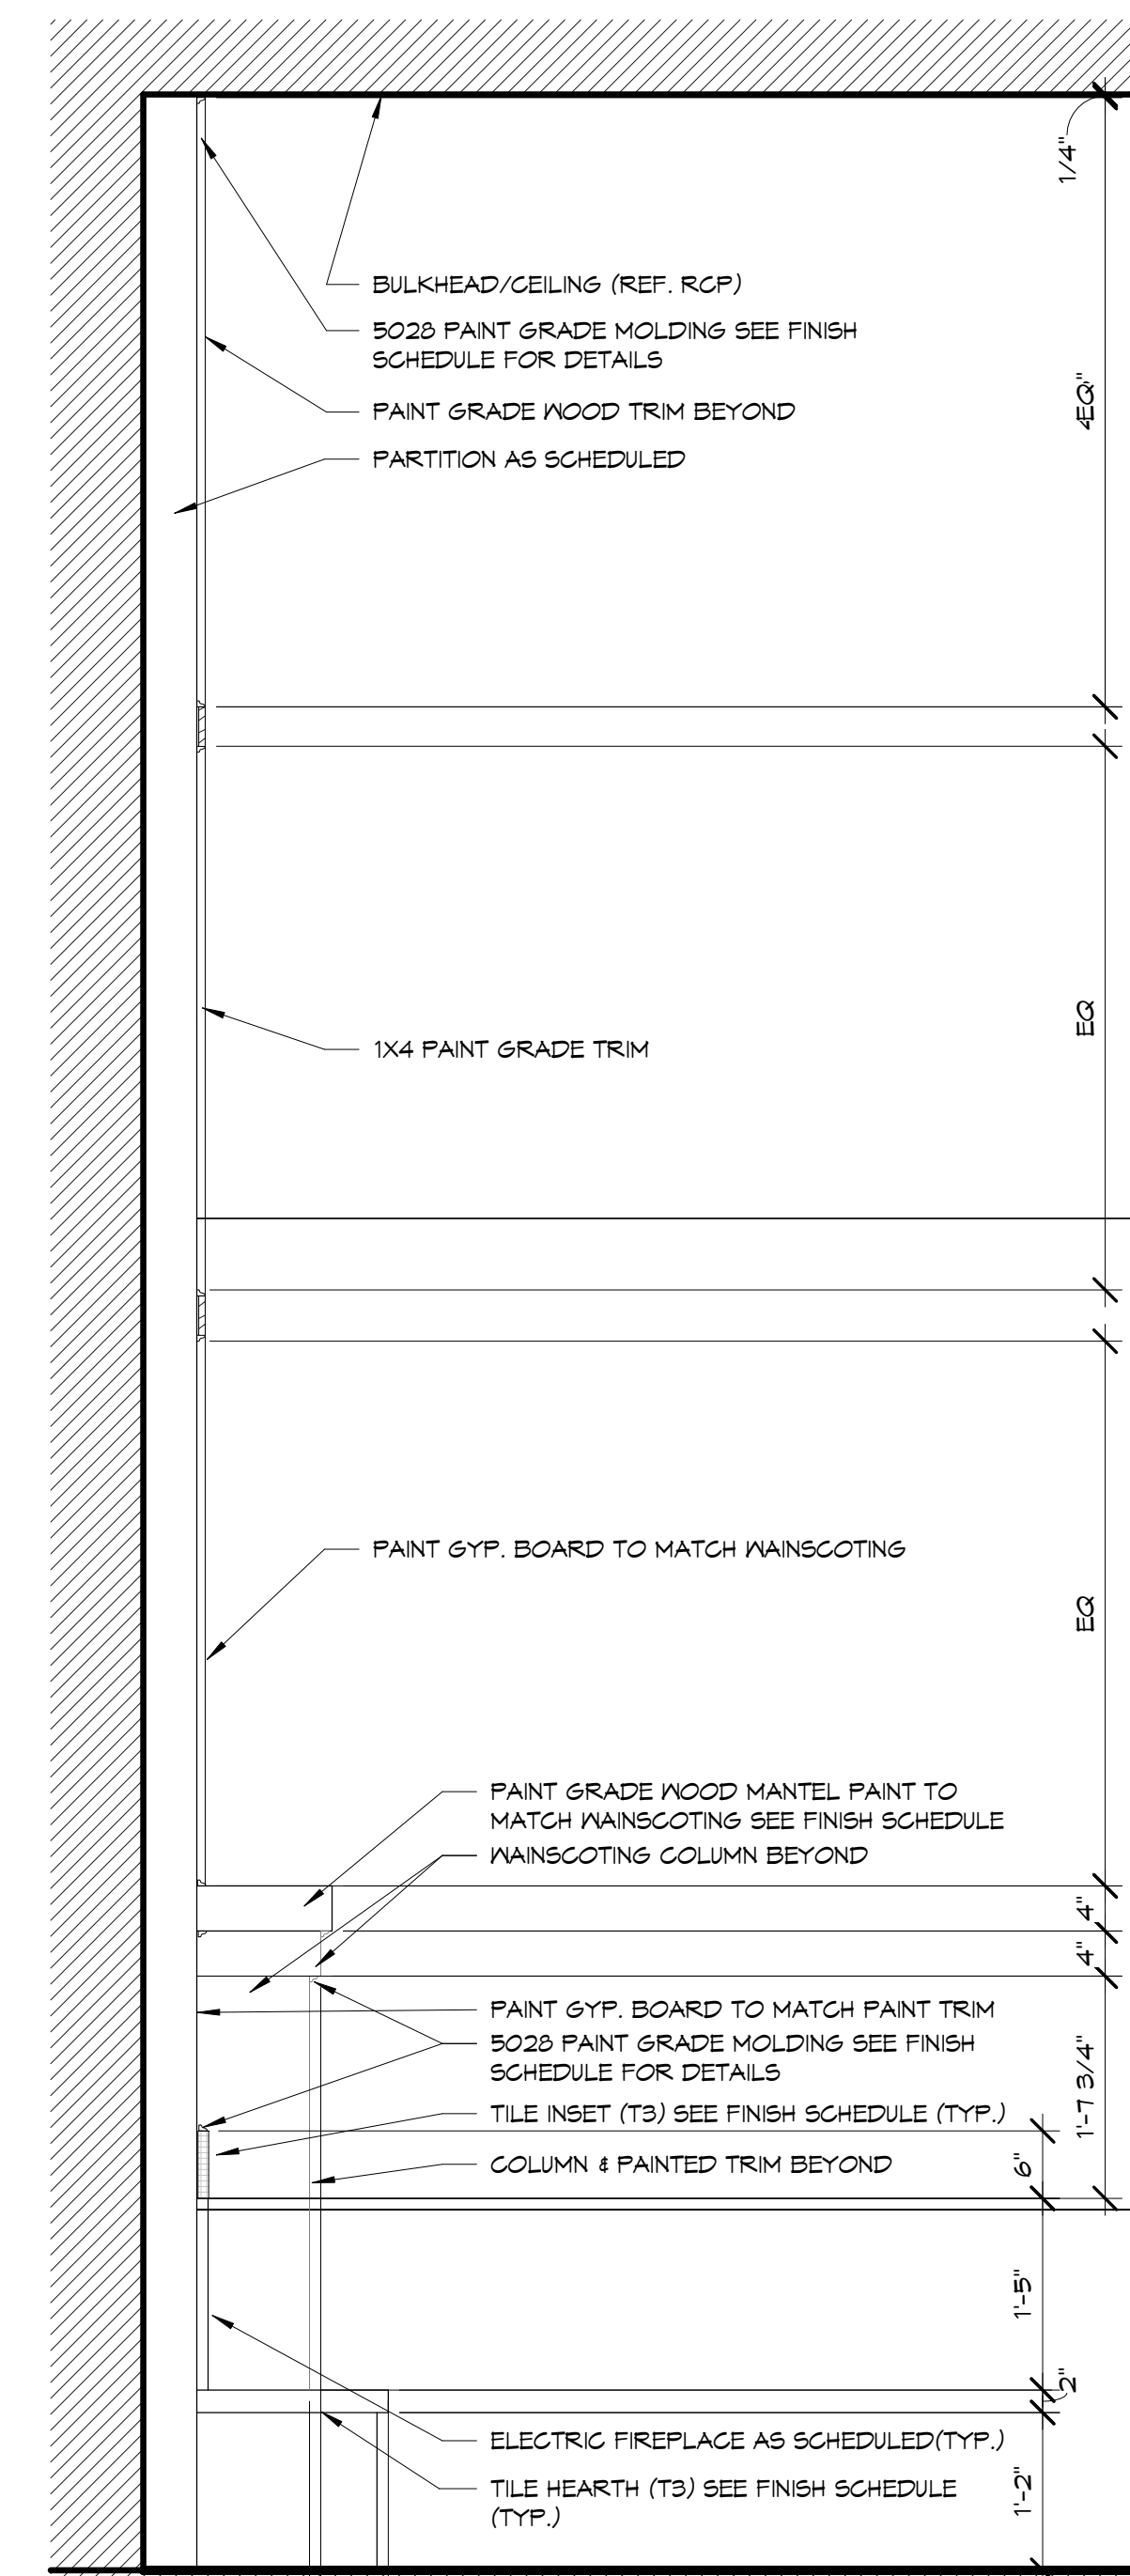 1/4"
BULKHEAD/CEILING (REF. RCP)
5028 PAINT GRADE MOLDING SEE FINISH
SCHEDULE FOR DETAILS
PAINT GRADE WOOD TRIM BEYOND
EQ
PARTITION AS SCHEDULED
EQ
1X4 PAINT GRADE TRIM
PAINT GYP. BOARD TO MATCH WAINSCOTING
EQ
PAINT GRADE WOOD MANTEL PAINT TO
MATCH WAINSCOTING SEE FINISH SCHEDULE
WAINSCOTING COLUMN BEYOND
4"
4"
PAINT GYP. BOARD TO MATCH PAINT TRIM
5028 PAINT GRADE MOLDING SEE FINISH
SCHEDULE FOR DETAILS
1'-7 3/4"
TILE INSET (T3) SEE FINISH SCHEDULE (TYP.)
COLUMN & PAINTED TRIM BEYOND
6"
1'-5"
2"
ELECTRIC FIREPLACE AS SCHEDULED(TYP.)
TILE HEARTH (T3) SEE FINISH SCHEDULE
(TYP.)
1'-2"